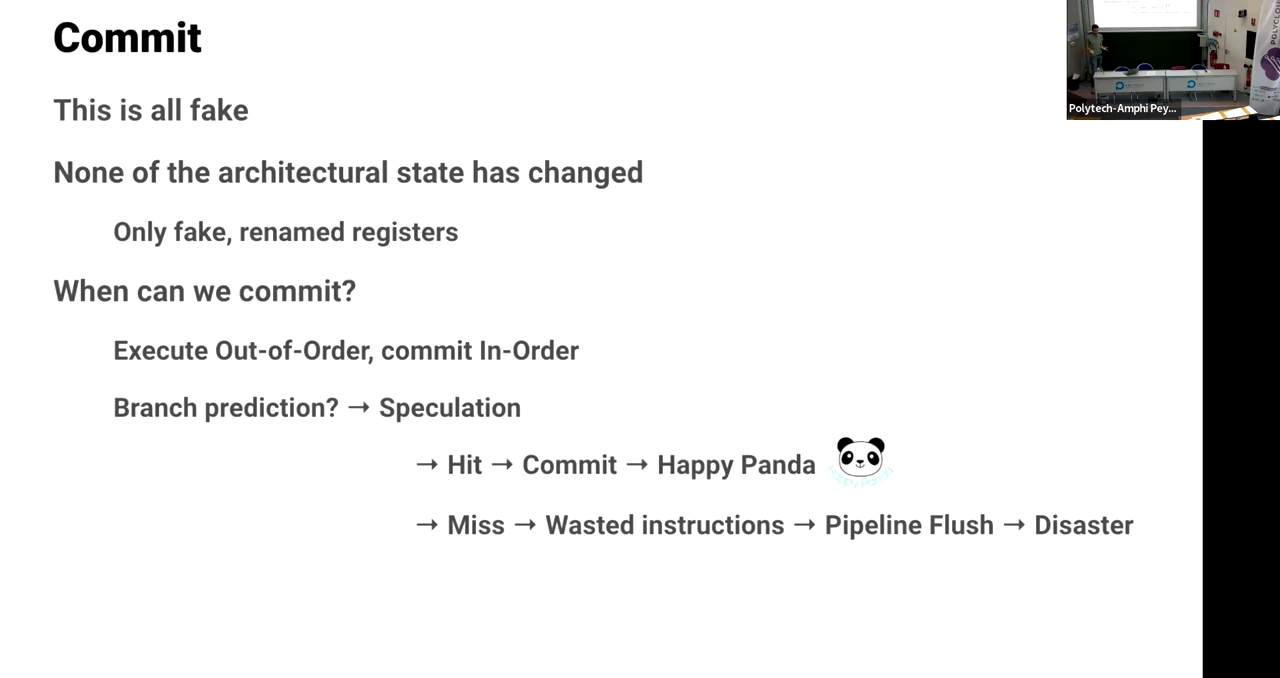 Commit
This is all fake
None of the architectural state has changed
Only fake, renamed registers
When can we commit?
Execute Out-of-Order, commit In-Order
Branch prediction? → Speculation
→ Hit → Commit → Happy Panda
Happy Panda
→ Miss → Wasted instructions → Pipeline Flush → Disaster
Polytech-Amphi Pey...